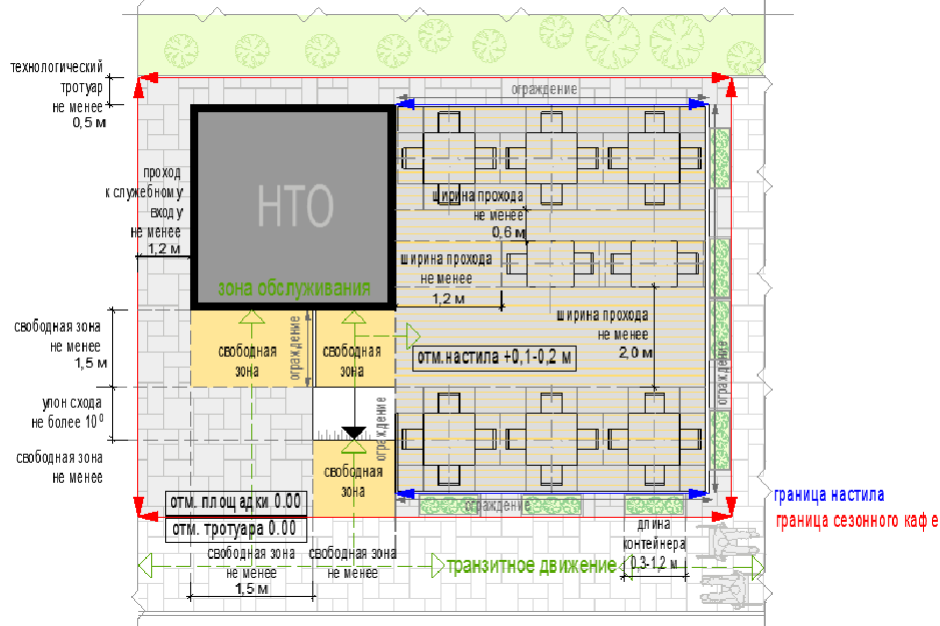 технологический
тротуар
не менее
0,5 м
ограждение
проход
к служебному
входу
не менее
1,2 м
НТО
ширина прохода
не менее
0,6 м
ширина прохода
не менее
1,2 м
зона обслуживания
ширина прохода
не менее
2,0 м
свободная зона
не менее
1,5 м
свободная
зона
ограждение
свободная
зона
отм.настила +0,1-0,2 м
ограждение
уклон схода
не более 10⁰
ограждение
свободная зона
не менее
свободная
зона
отм. площадки 0.00
отм. тротуара 0.00
ограждение
граница настила
граница сезонного кафе
длина
контейнера
0,3-1,2 м
свободная зона
не менее
1,5 м
свободная зона
не менее
транзитное движение